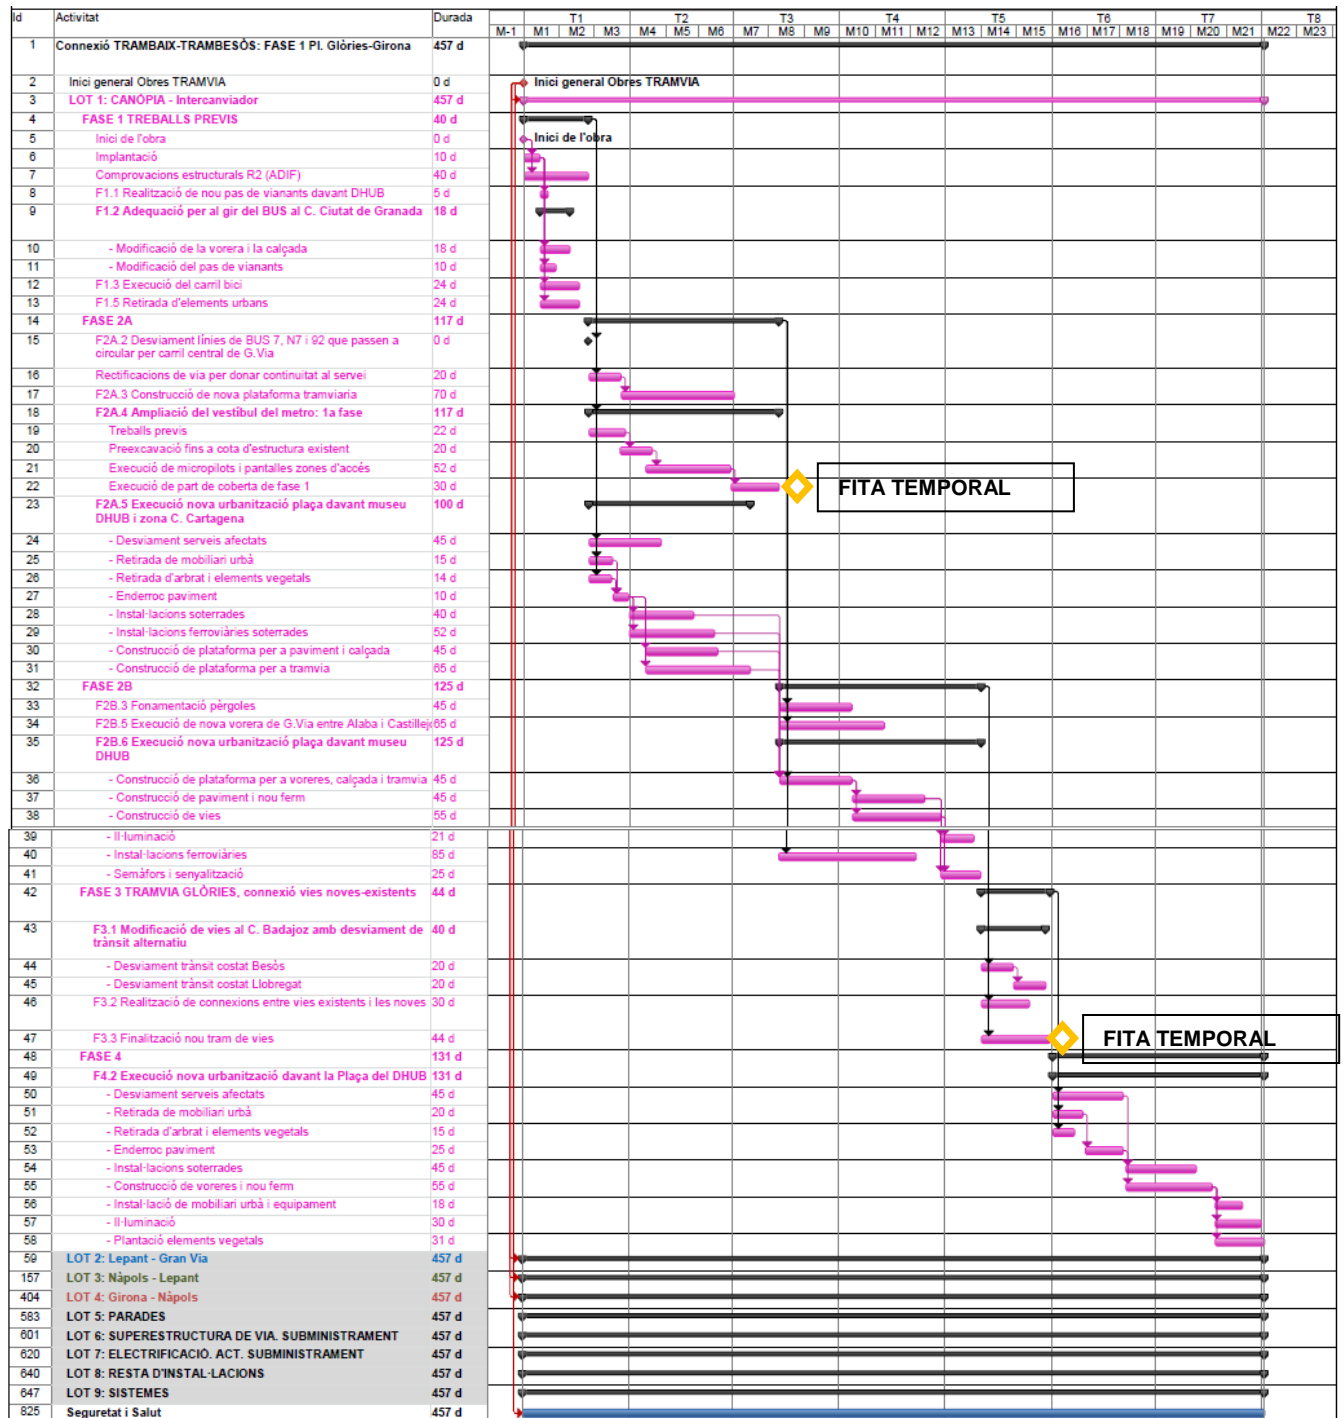 Id Activitat Durada T1 T2 T3 T4 T5 T6 T7 T8
M-1 M1 M2 M3 M4 M5 M6 M7 M8 M9 M10 M11 M12 M13 M14 M15 M16 M17 M18 M19 M20 M21 M22 M23
1 Connexió TRAMBAIX-TRAMBESÒS: FASE 1 Pl. Glòries-Girona 457 d
2 Inici general Obres TRAMVIA 0 d Inici general Obres TRAMVIA
3 LOT 1: CANÒPIA - Intercanviador 457 d
4 FASE 1 TREBALLS PREVIS 40 d
5 Inici de l'obra 0 d Inici de l'obra
6 Implantació 10 d
7 Comprovacions estructurals R2 (ADIF) 40 d
8 F1.1 Realització de nou pas de vianants davant DHUB 5 d
9 F1.2 Adequació per al gir del BUS al C. Ciutat de Granada 18 d
10 - Modificació de la vorera i la calçada 18 d
11 - Modificació del pas de vianants 10 d
12 F1.3 Execució del carril bici 24 d
13 F1.5 Retirada d'elements urbans 24 d
14 FASE 2A 117 d
15 F2A.2 Desviament línies de BUS 7, N7 i 92 que passen a 0 d
circular per carril central de G.Via
16 Rectificacions de via per donar continuitat al servei 20 d
17 F2A.3 Construcció de nova plataforma tramviaria 70 d
18 F2A.4 Ampliació del vestíbul del metro: 1a fase 117 d
19 Treballs previs 22 d
20 Preexcavació fins a cota d'estructura existent 20 d
21 Execució de micropilots i pantalles zones d'accés 52 d
22 Execució de part de coberta de fase 1 30 d FITA TEMPORAL
23 F2A.5 Execució nova urbanització plaça davant museu 100 d
DHUB i zona C. Cartagena
24 - Desviament serveis afectats 45 d
25 - Retirada de mobiliari urbà 15 d
26 - Retirada d'arbrat i elements vegetals 14 d
27 - Enderroc paviment 10 d
28 - Instal·lacions soterrades 40 d
29 - Instal·lacions ferroviàries soterrades 52 d
30 - Construcció de plataforma per a paviment i calçada 45 d
31 - Construcció de plataforma per a tramvia 65 d
32 FASE 2B 125 d
33 F2B.3 Fonamentació pèrgoles 45 d
34 F2B.5 Execució de nova vorera de G.Via entre Alaba i Castillejo 65 d
35 F2B.6 Execució nova urbanització plaça davant museu 125 d
DHUB
36 - Construcció de plataforma per a voreres, calçada i tramvia 45 d
37 - Construcció de paviment i nou ferm 45 d
38 - Construcció de vies 55 d
39 - Il·luminació 21 d
40 - Instal·lacions ferroviàries 85 d
41 - Semàfors i senyalització 25 d
42 FASE 3 TRAMVIA GLÒRIES, connexió vies noves-existents 44 d
43 F3.1 Modificació de vies al C. Badajoz amb desviament de 40 d
trànsit alternatiu
44 - Desviament trànsit costat Besòs 20 d
45 - Desviament trànsit costat Llobregat 20 d
46 F3.2 Realització de connexions entre vies existents i les noves 30 d
47 F3.3 Finalització nou tram de vies 44 d FITA TEMPORAL
48 FASE 4 131 d
49 F4.2 Execució nova urbanització davant la Plaça del DHUB 131 d
50 - Desviament serveis afectats 45 d
51 - Retirada de mobiliari urbà 20 d
52 - Retirada d'arbrat i elements vegetals 15 d
53 - Enderroc paviment 25 d
54 - Instal·lacions soterrades 45 d
55 - Construcció de voreres i nou ferm 55 d
56 - Instal·lació de mobiliari urbà i equipament 18 d
57 - Il·luminació 30 d
58 - Plantació elements vegetals 31 d
59 LOT 2: Lepant - Gran Via 457 d
157 LOT 3: Nàpols - Lepant 457 d
404 LOT 4: Girona - Nàpols 457 d
583 LOT 5: PARADES 457 d
601 LOT 6: SUPERESTRUCTURA DE VIA. SUBMINISTRAMENT 457 d
620 LOT 7: ELECTRIFICACIÓ. ACT. SUBMINISTRAMENT 457 d
640 LOT 8: RESTA D'INSTAL·LACIONS 457 d
647 LOT 9: SISTEMES 457 d
825 Seguretat i Salut 457 d